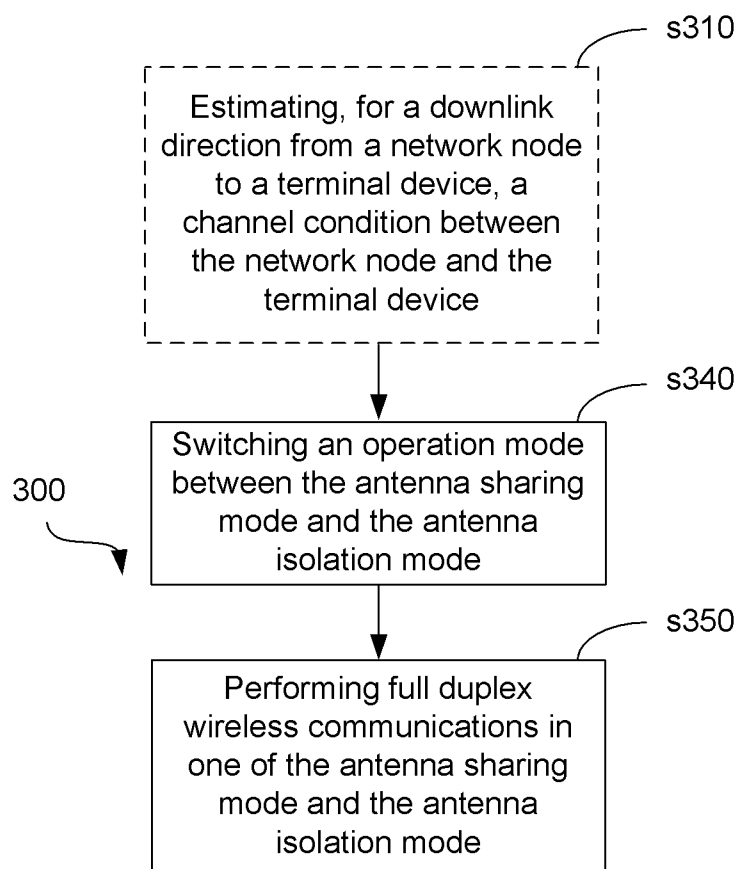 s310
Estimating, for a downlink
direction from a network node
to a terminal device, a
channel condition between
the network node and the
terminal device
s340
Switching an operation mode
between the antenna sharing
mode and the antenna
isolation mode
300
s350
Performing full duplex
wireless communications in
one of the antenna sharing
mode and the antenna
isolation mode